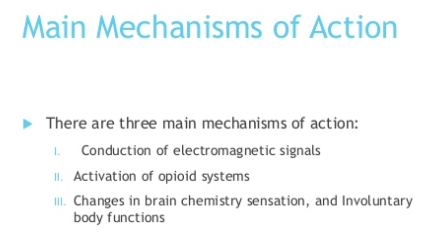 Main Mechanisms of Action
There are three main mechanisms of action:
I. Conduction of electromagnetic signals
II. Activation of opioid systems
III. Changes in brain chemistry sensation, and Involuntary
body functions